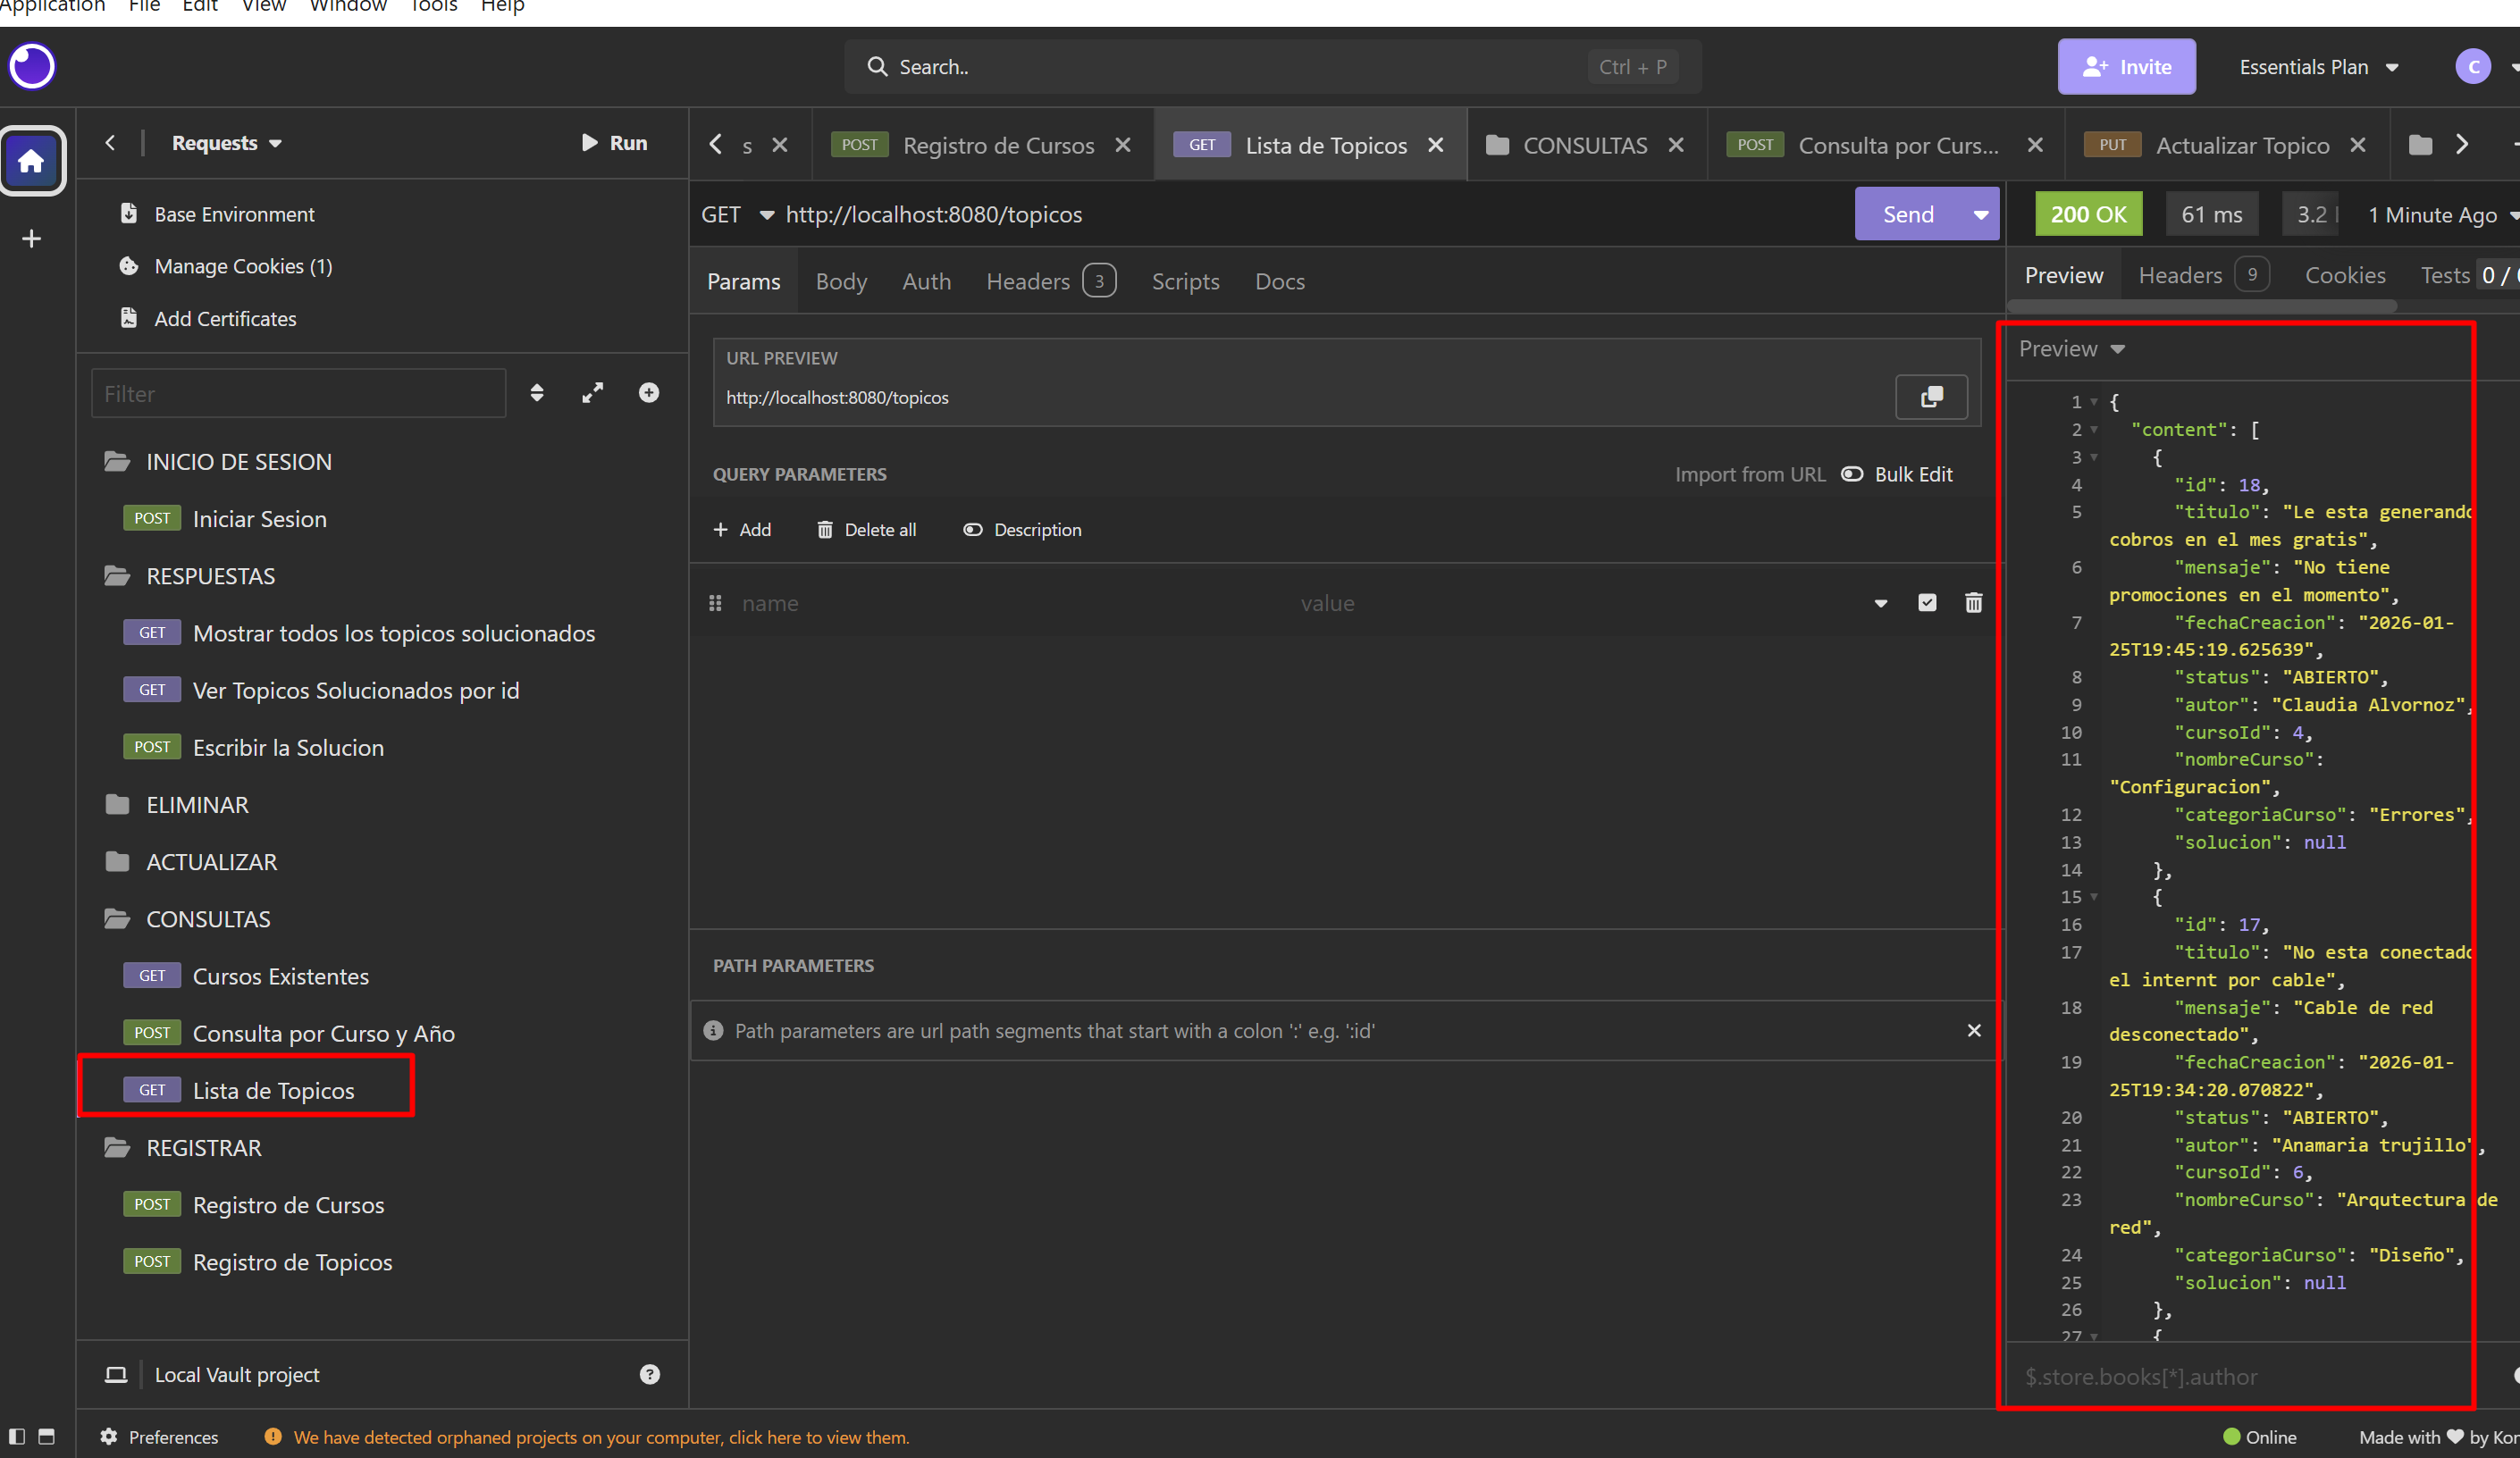 Application File Edit View Window Tools Help
Search.. Ctrl + P
Invite
Essentials Plan
C
Requests
Run
s
POST Registro de Cursos
GET Lista de Topicos
CONSULTAS
POST Consulta por Curs...
PUT Actualizar Topico
Base Environment
Manage Cookies (1)
Add Certificates
Filter
INICIO DE SESION
POST Iniciar Sesion
RESPUESTAS
GET Mostrar todos los topicos solucionados
GET Ver Topicos Solucionados por id
POST Escribir la Solucion
ELIMINAR
ACTUALIZAR
CONSULTAS
GET Cursos Existentes
POST Consulta por Curso y Año
GET Lista de Topicos
REGISTRAR
POST Registro de Cursos
POST Registro de Topicos
Local Vault project
GET http://localhost:8080/topicos
Send
Params Body Auth Headers 3 Scripts Docs
URL PREVIEW
http://localhost:8080/topicos
QUERY PARAMETERS
Import from URL Bulk Edit
Add Delete all Description
name value
PATH PARAMETERS
Path parameters are url path segments that start with a colon ':' e.g. ':id'
200 OK 61 ms 3.2 1 Minute Ago
Preview Headers 9 Cookies Tests 0 /
Preview
1 {
2 "content": [
3 {
4 "id": 18,
5 "titulo": "Le esta generando
cobros en el mes gratis",
6 "mensaje": "No tiene
promociones en el momento",
7 "fechaCreacion": "2026-01-
25T19:45:19.625639",
8 "status": "ABIERTO",
9 "autor": "Claudia Alvornoz",
10 "cursoId": 4,
11 "nombreCurso":
"Configuracion",
12 "categoriaCurso": "Errores",
13 "solucion": null
14 },
15 {
16 "id": 17,
17 "titulo": "No esta conectado
el internt por cable",
18 "mensaje": "Cable de red
desconectado",
19 "fechaCreacion": "2026-01-
25T19:34:20.070822",
20 "status": "ABIERTO",
21 "autor": "Anamaria trujillo",
22 "cursoId": 6,
23 "nombreCurso": "Arqutectura de
red",
24 "categoriaCurso": "Diseño",
25 "solucion": null
26 },
27 {
$.store.books[*].author
Preferences
We have detected orphaned projects on your computer, click here to view them.
Online
Made with ♥ by Kon